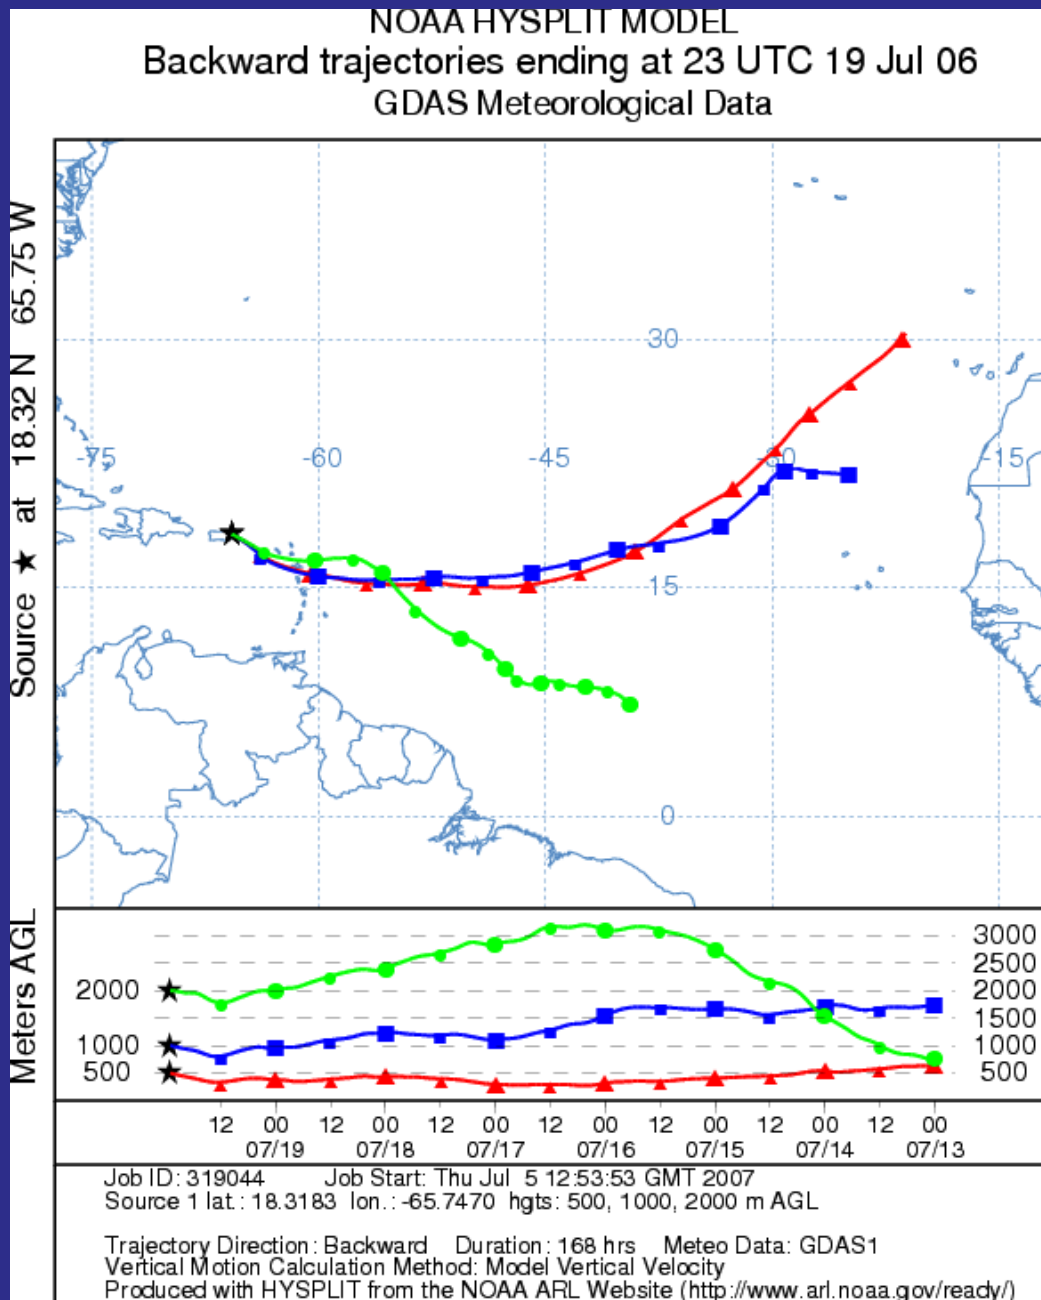 NOAA HYSPLIT MODEL
Backward trajectories ending at 23 UTC 19 Jul 06
GDAS Meteorological Data
Source ★ at 18.32 N 65.75 W
30
-75 -60 -45 -30 -15
15
0
Meters AGL
3000
2500
2000 2000
1500
1000 1000
500 500
12 00 12 00 12 00 12 00 12 00 12 00 12 00
07/19 07/18 07/17 07/16 07/15 07/14 07/13
Job ID: 319044 Job Start: Thu Jul 5 12:53:53 GMT 2007
Source 1 lat.: 18.3183 lon.: -65.7470 hgts: 500, 1000, 2000 m AGL
Trajectory Direction: Backward Duration: 168 hrs Meteo Data: GDAS1
Vertical Motion Calculation Method: Model Vertical Velocity
Produced with HYSPLIT from the NOAA ARL Website (http://www.arl.noaa.gov/ready/)